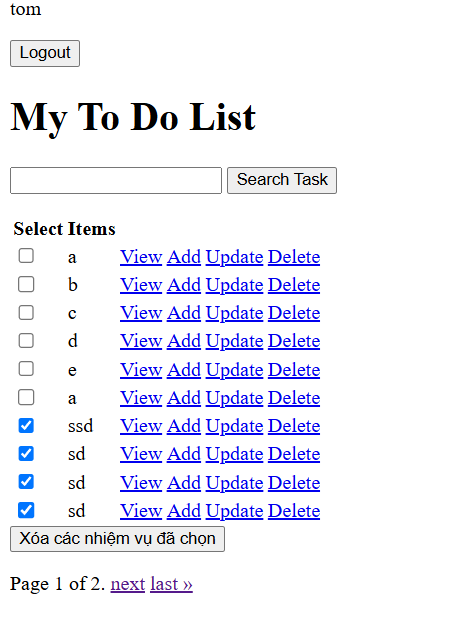 tom
Logout
My To Do List
Search Task
Select Items
a View Add Update Delete
b View Add Update Delete
c View Add Update Delete
d View Add Update Delete
e View Add Update Delete
a View Add Update Delete
ssd View Add Update Delete
sd View Add Update Delete
sd View Add Update Delete
sd View Add Update Delete
Xóa các nhiệm vụ đã chọn
Page 1 of 2. next last »